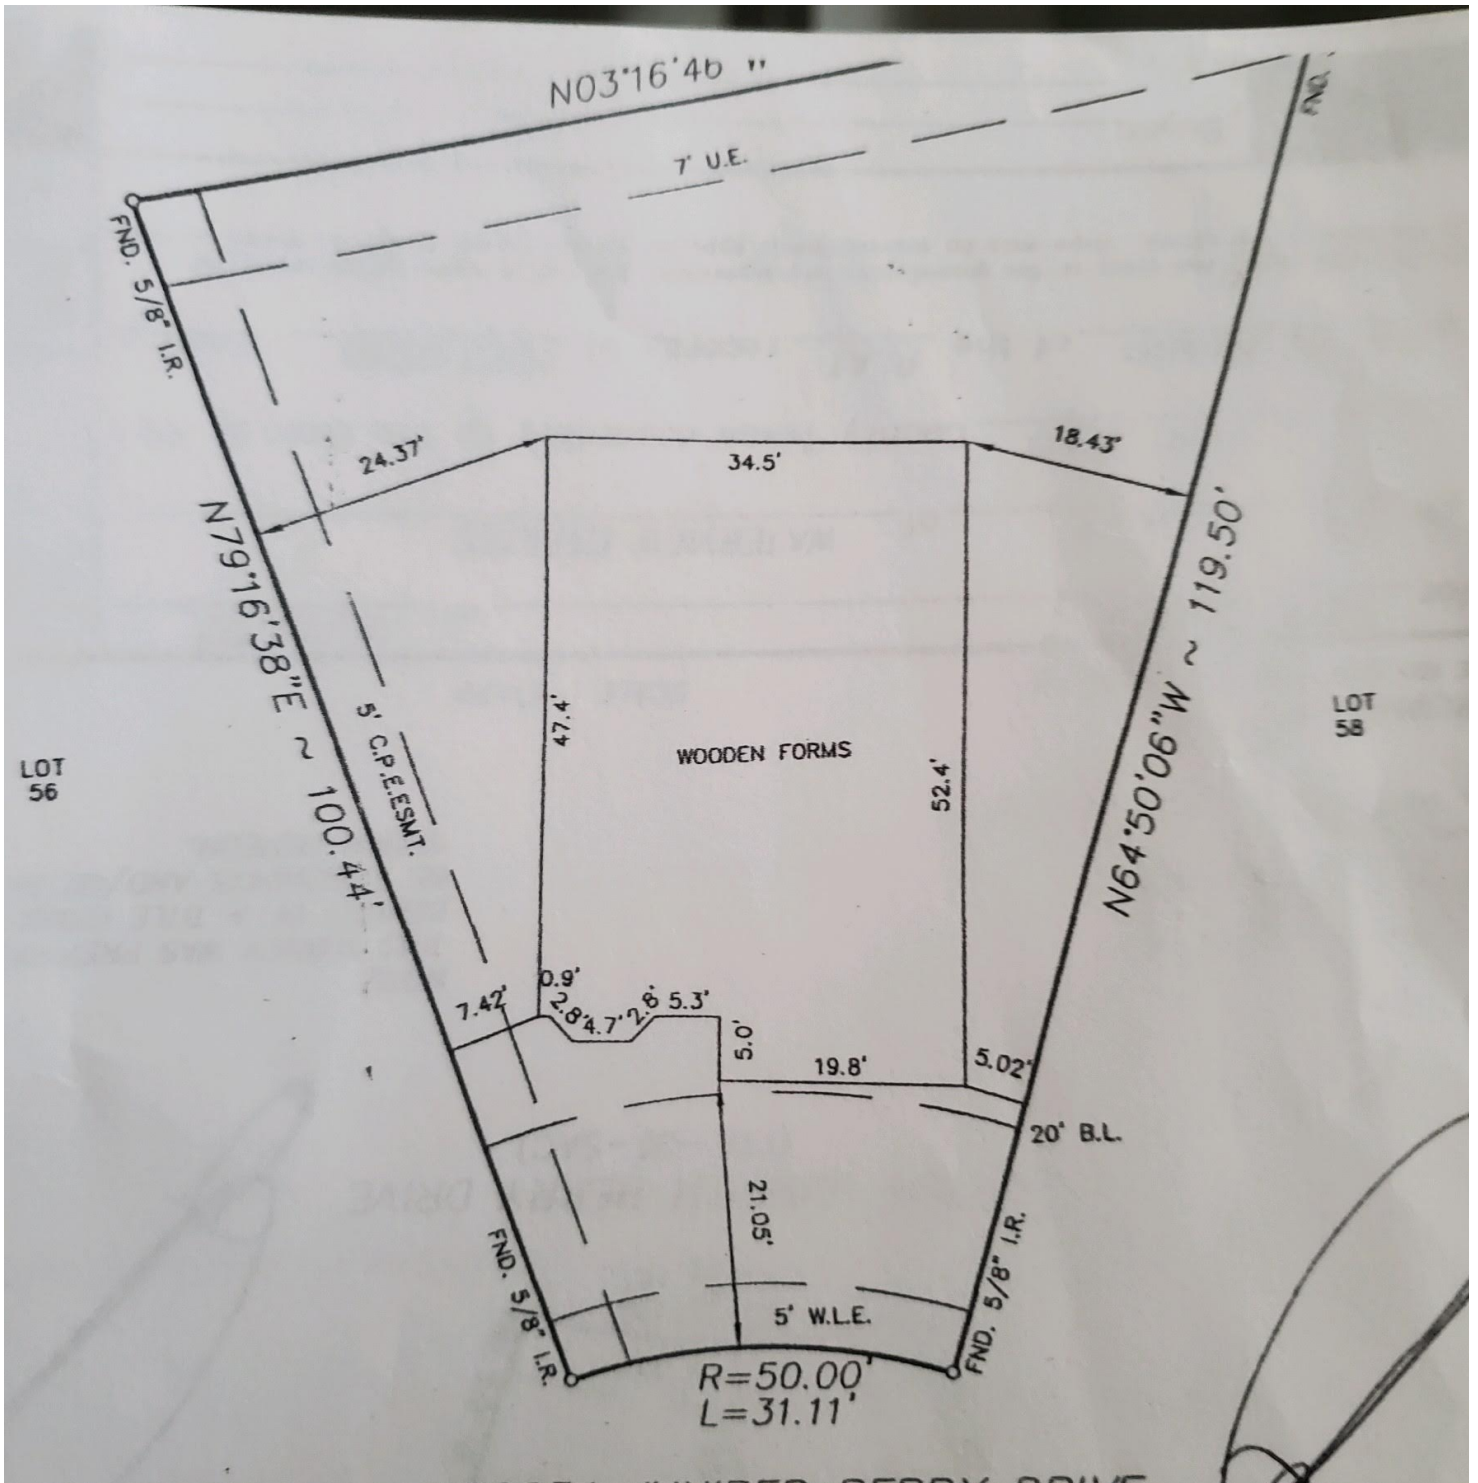 N03°16'46 "
7' U.E.
FND.
FND. 5/8" I.R.
24.37'
34.5'
18.43'
N79°16'38"E ~ 100.44'
N64°50'06"W ~ 119.50'
47.4'
WOODEN FORMS
52.4'
5' C.P.E.ESMT.
LOT
56
LOT
58
7.42'
0.9'
2.8'
4.7'
2.8'
5.3'
5.0'
19.8'
5.02'
20' B.L.
21.05'
FND. 5/8" I.R.
FND. 5/8" I.R.
5' W.L.E.
R=50.00'
L=31.11'
BERRY DRIVE